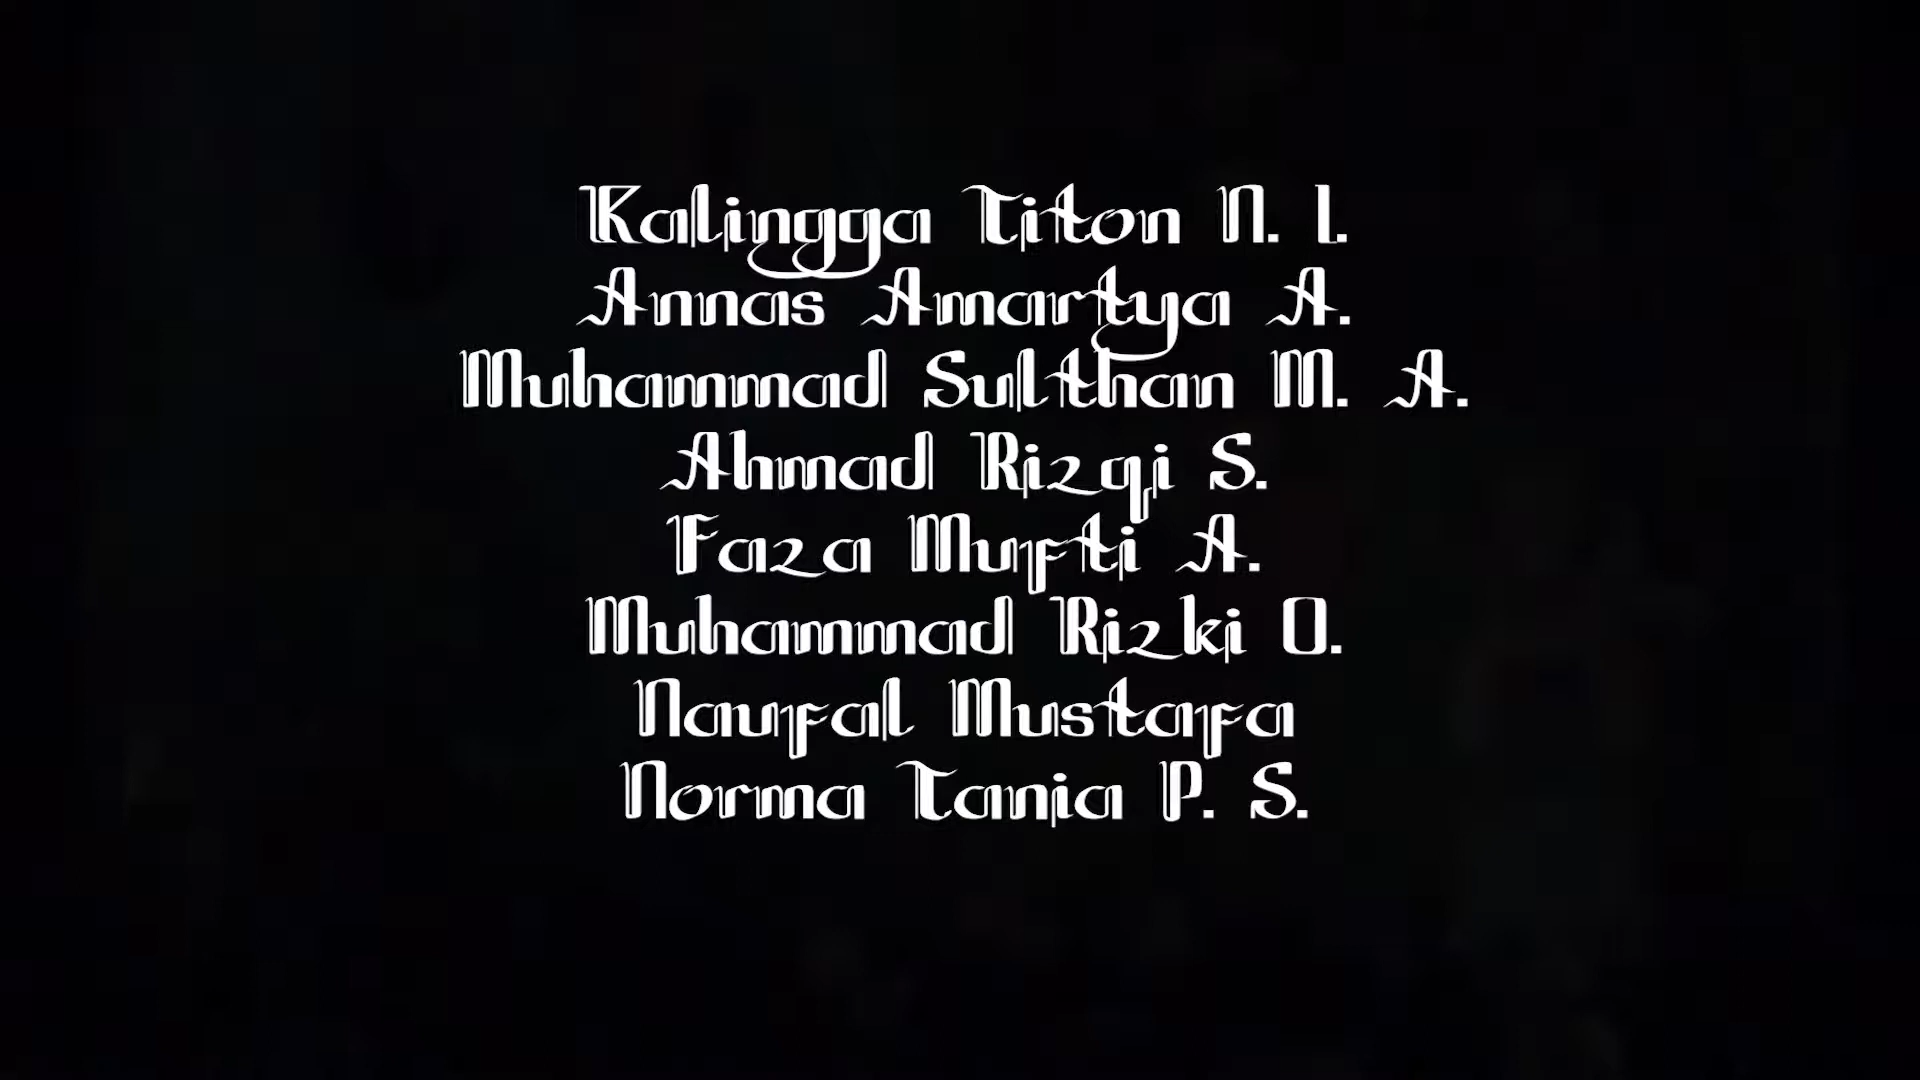 Kalingga Titon N. I.
Annas Amartya A.
Muhammad Sulthan M. A.
Ahmad Rizqi S.
Faza Mufti A.
Muhammad Rizki O.
Naufal Mustafa
Norma Tania P. S.